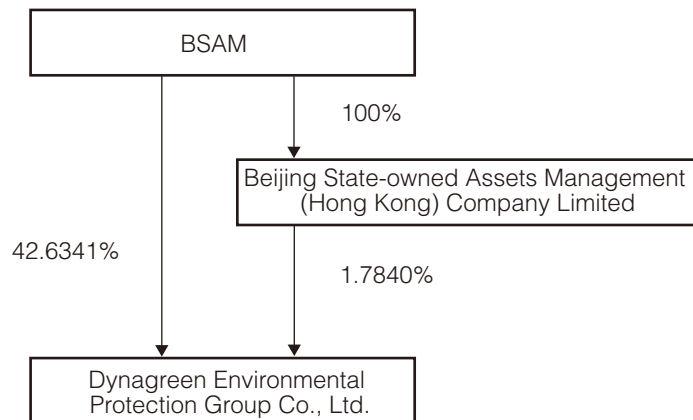 BSAM
100%
Beijing State-owned Assets Management
(Hong Kong) Company Limited
42.6341%
1.7840%
Dynagreen Environmental
Protection Group Co., Ltd.